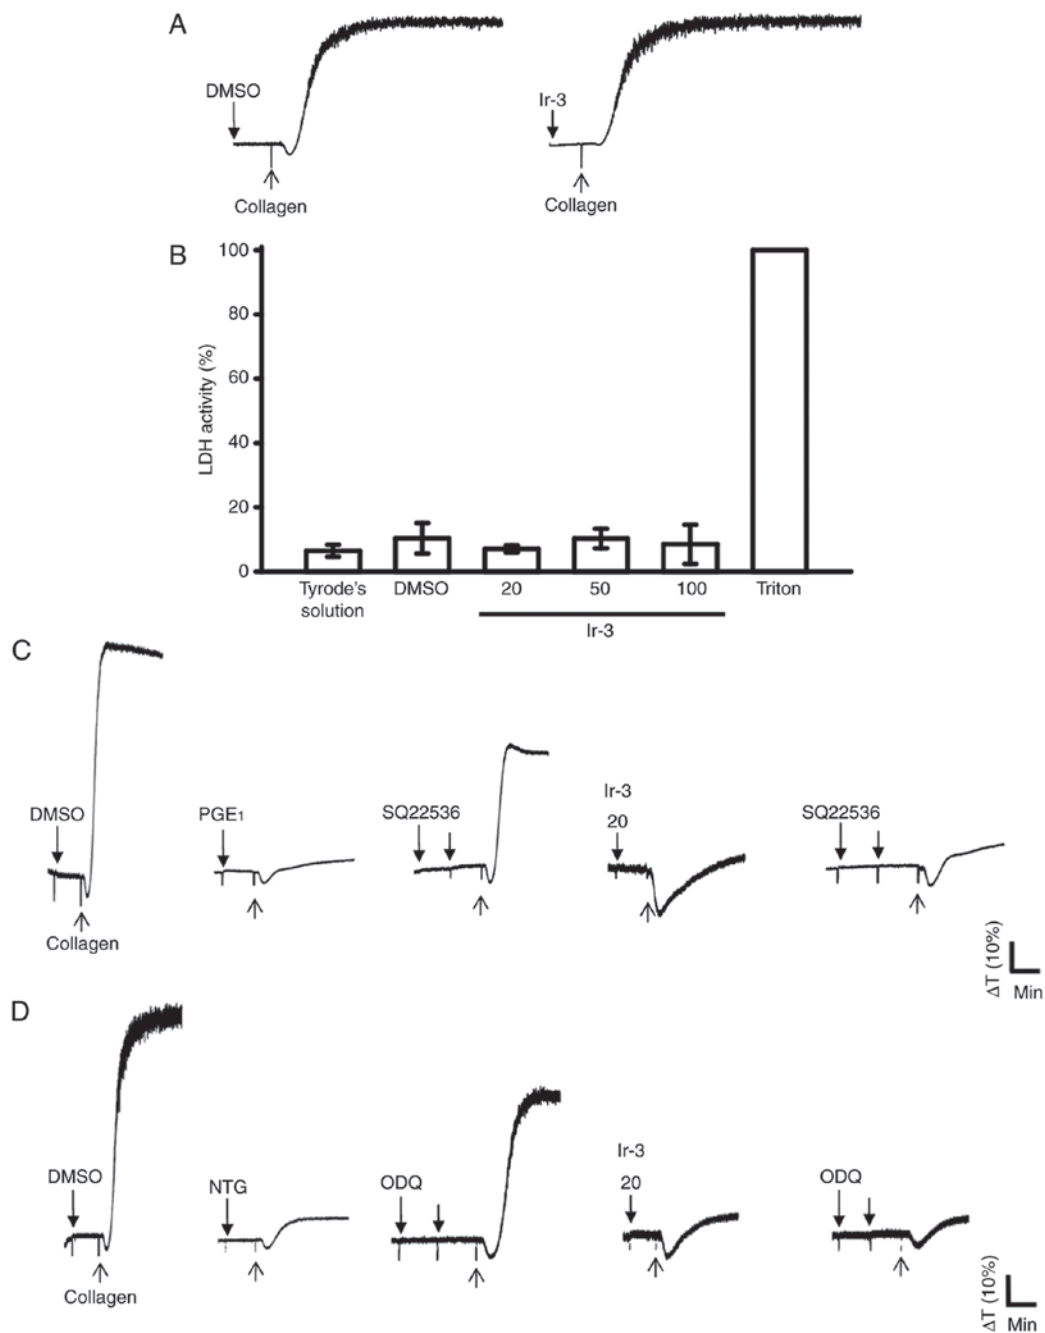 A
DMSO
Ir-3
Collagen
Collagen
B
100
80
60
40
20
0
LDH activity (%)
Tyrode's
solution
DMSO
20
50
100
Triton
Ir-3
C
DMSO
PGE1
SQ22536
Ir-3
20
SQ22536
Collagen
ΔT (10%)
Min
D
DMSO
NTG
ODQ
Ir-3
20
ODQ
Collagen
ΔT (10%)
Min